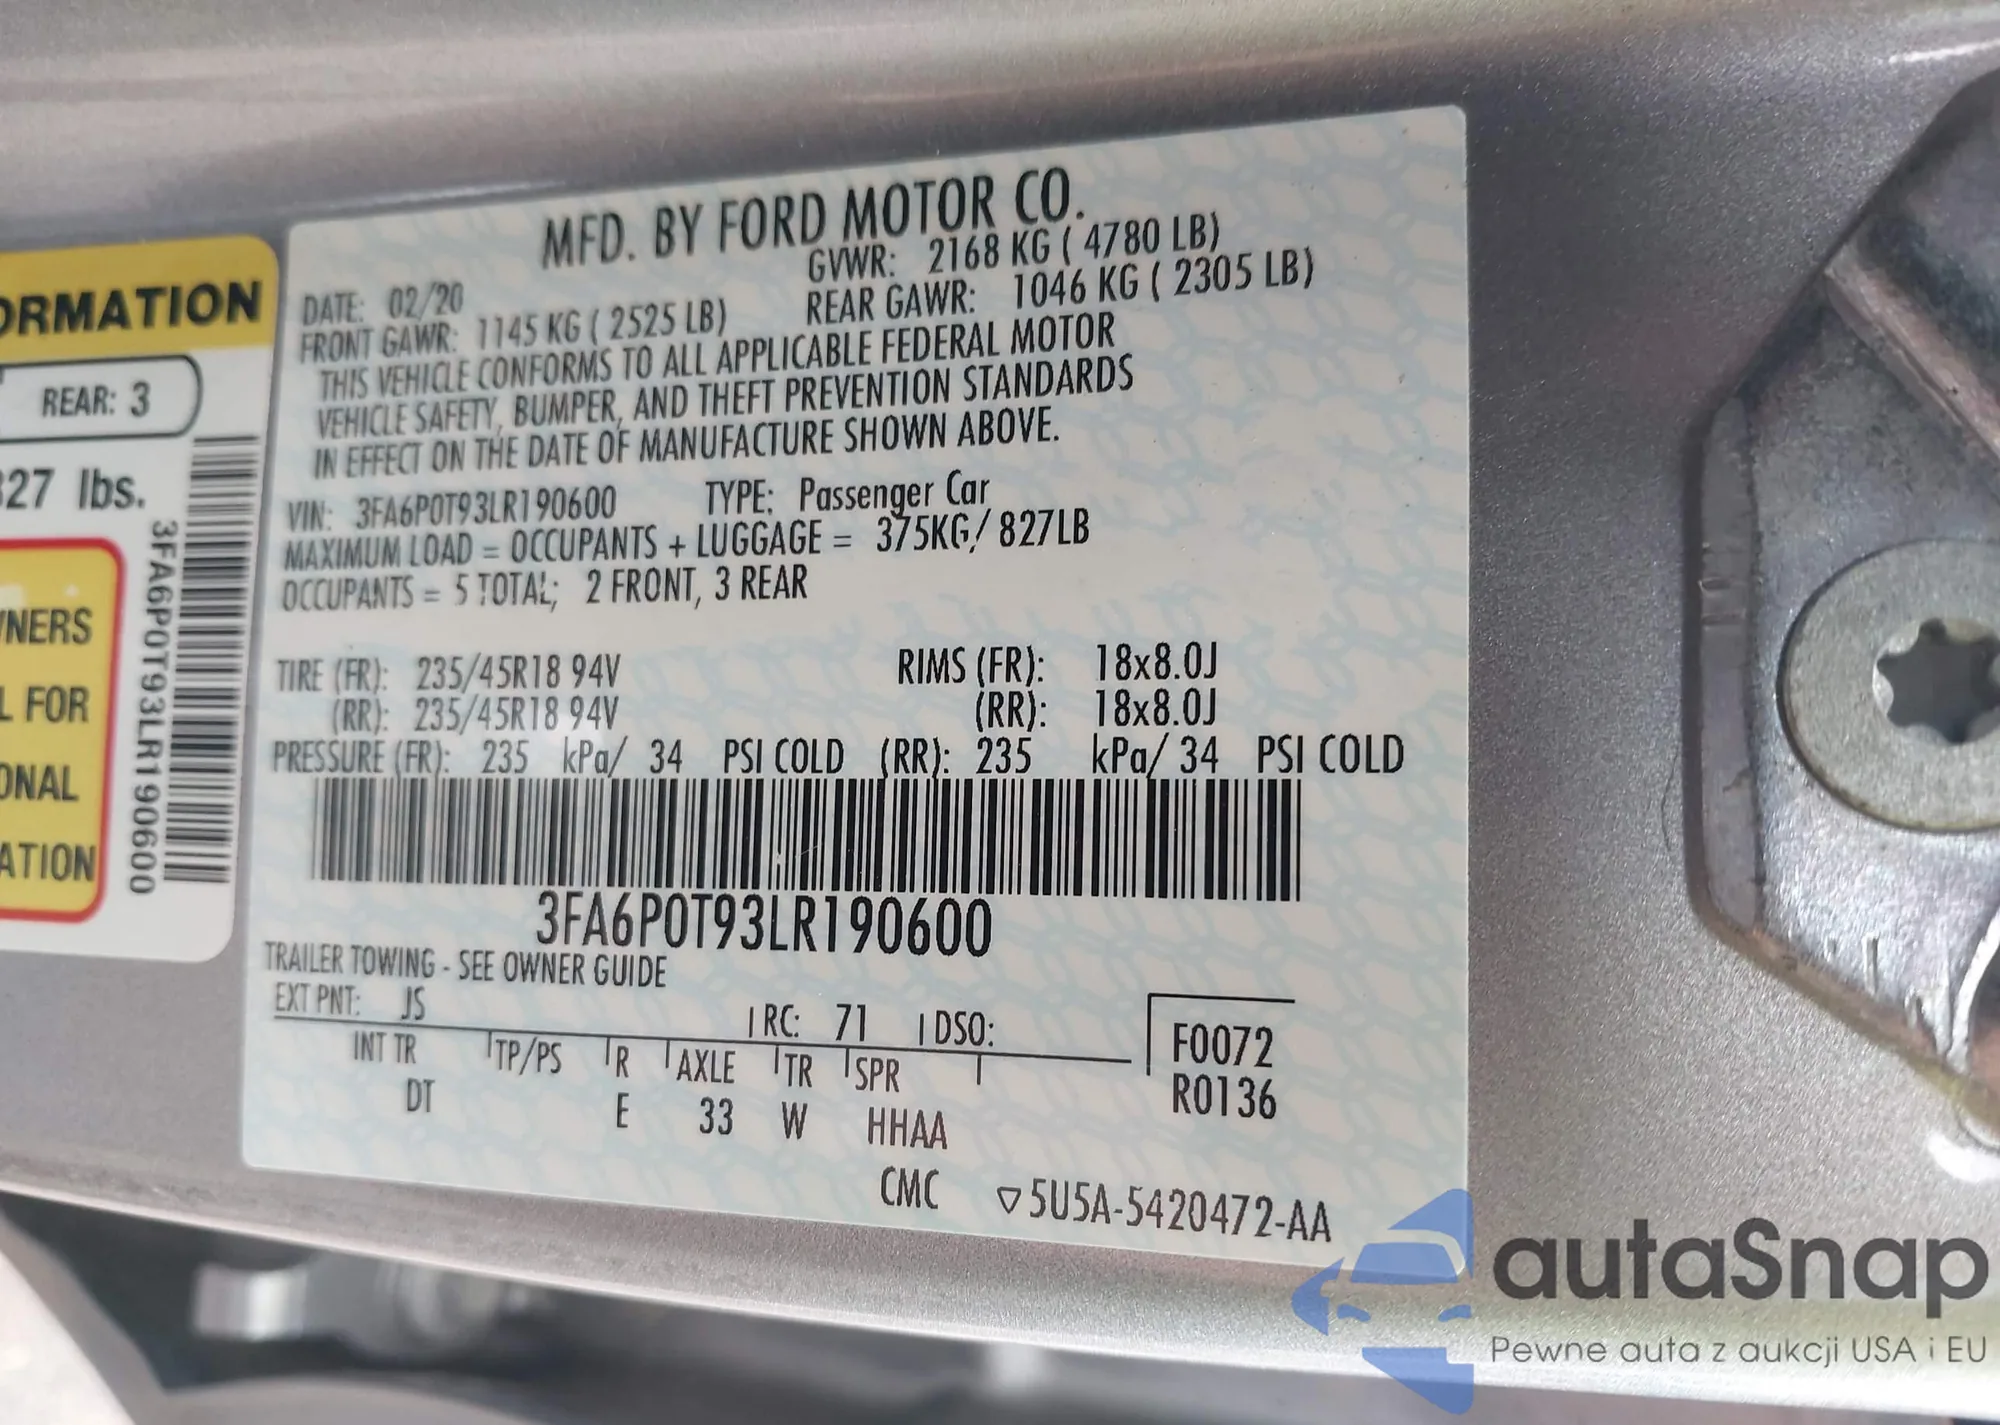 ORMATION
REAR: 3
827 lbs.
NERS
L FOR
ONAL
ATION
3FA6P0T93LR190600
MFD. BY FORD MOTOR CO.
DATE: 02/20 GVWR: 2168 KG ( 4780 LB)
FRONT GAWR: 1145 KG ( 2525 LB) REAR GAWR: 1046 KG ( 2305 LB)
THIS VEHICLE CONFORMS TO ALL APPLICABLE FEDERAL MOTOR
VEHICLE SAFETY, BUMPER, AND THEFT PREVENTION STANDARDS
IN EFFECT ON THE DATE OF MANUFACTURE SHOWN ABOVE.
VIN: 3FA6P0T93LR190600 TYPE: Passenger Car
MAXIMUM LOAD = OCCUPANTS + LUGGAGE = 375KG/ 827LB
OCCUPANTS = 5 TOTAL; 2 FRONT, 3 REAR
TIRE (FR): 235/45R18 94V RIMS (FR): 18x8.0J
(RR): 235/45R18 94V (RR): 18x8.0J
PRESSURE (FR): 235 kPa/ 34 PSI COLD (RR): 235 kPa/ 34 PSI COLD
3FA6P0T93LR190600
TRAILER TOWING - SEE OWNER GUIDE
EXT PNT: JS RC: 71 DSO: F0072
INT TR TP/PS R AXLE TR SPR R0136
DT E 33 W HHAA
CMC ▽5U5A-5420472-AA
autaSnap
Pewne auta z aukcji USA i EU